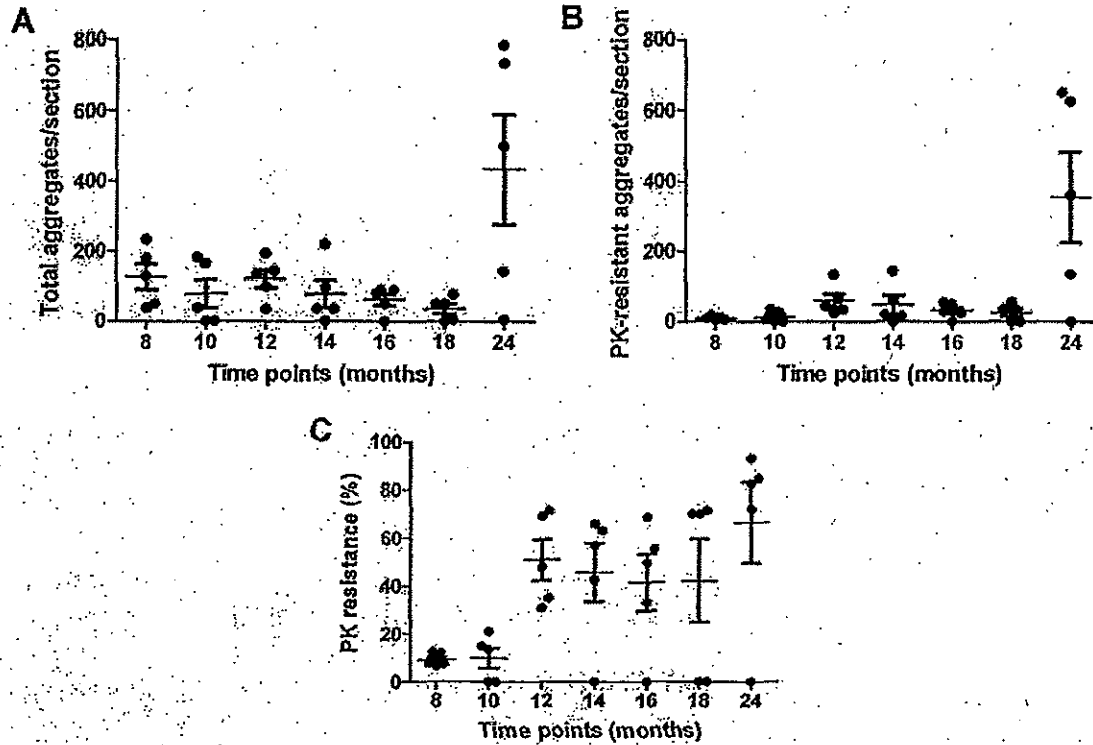 A
Total aggregates/section
800
600
400
200
0
8 10 12 14 16 18 24
Time points (months)
B
PK-resistant aggregates/section
800
600
400
200
0
8 10 12 14 16 18 24
Time points (months)
C
PK resistance (%)
100
80
60
40
20
0
8 10 12 14 16 18 24
Time points (months)